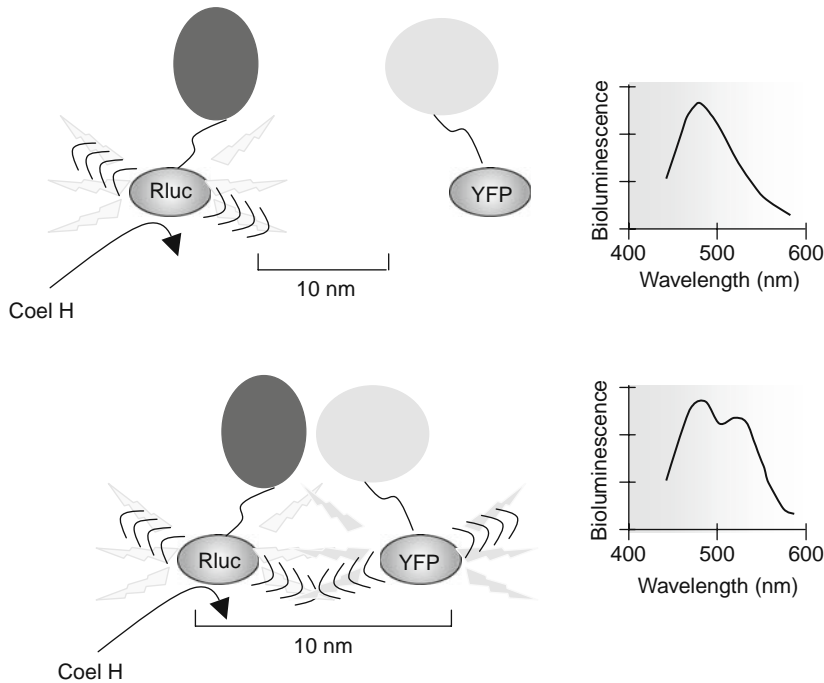 Rluc
YFP
10 nm
Coel H
Bioluminescence
400 500 600
Wavelength (nm)
Rluc
YFP
10 nm
Coel H
Bioluminescence
400 500 600
Wavelength (nm)